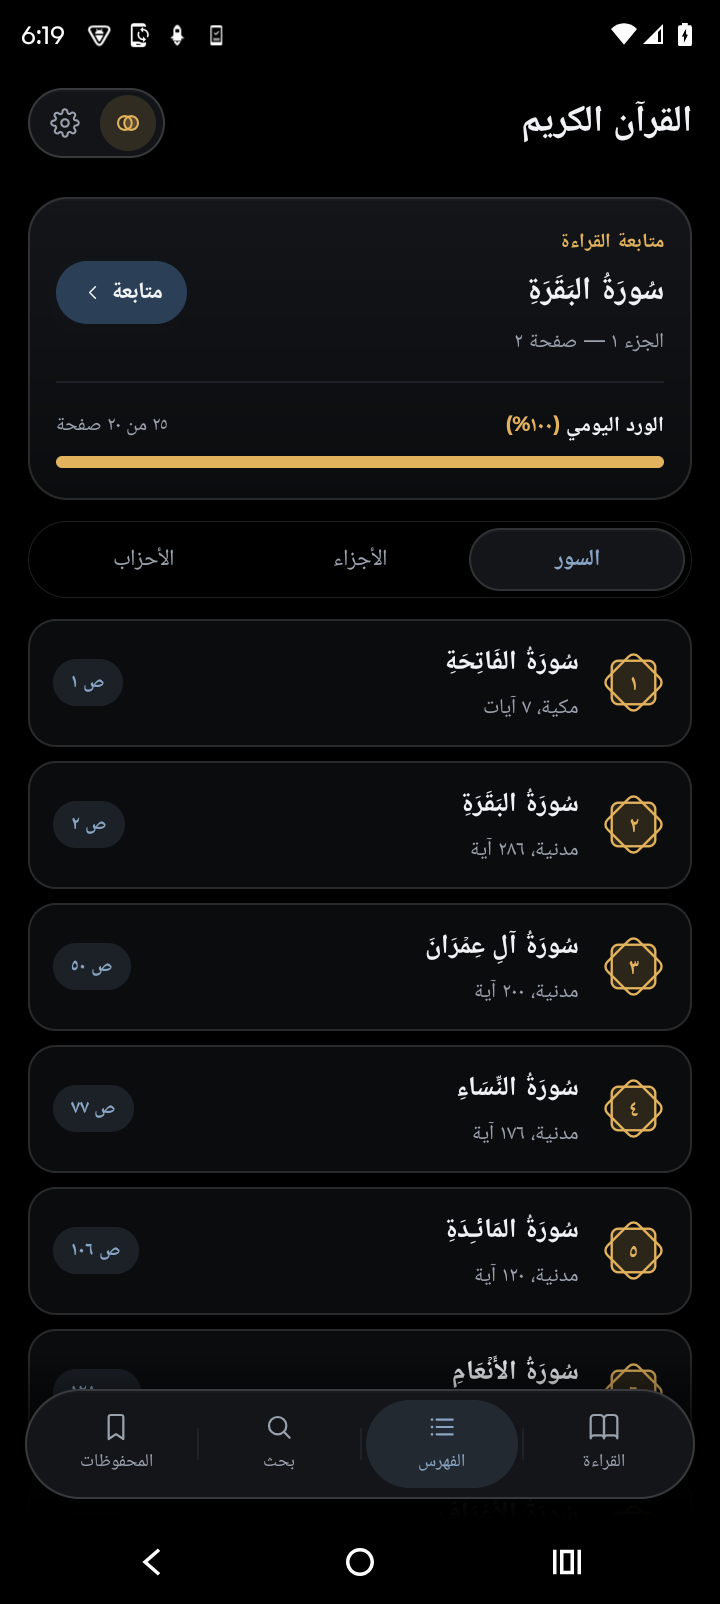 6:19
القرآن الكريم
متابعة القراءة
سُورَةُ البَقَرَةِ
متابعة
الجزء ١ — صفحة ٢
الورد اليومي (١٠٠%)
٢٥ من ٢٠ صفحة
السور
الأجزاء
الأحزاب
١
سُورَةُ الفَاتِحَةِ
مكية، ٧ آيات
ص ١
٢
سُورَةُ البَقَرَةِ
مدنية، ٢٨٦ آية
ص ٢
٣
سُورَةُ آلِ عِمۡرَانَ
مدنية، ٢٠٠ آية
ص ٥٠
٤
سُورَةُ النِّسَاءِ
مدنية، ١٧٦ آية
ص ٧٧
٥
سُورَةُ المَائـِدَةِ
مدنية، ١٢٠ آية
ص ١٠٦
سُورَةُ الأَنۡعَامِ
القراءة
الفهرس
بحث
المحفوظات